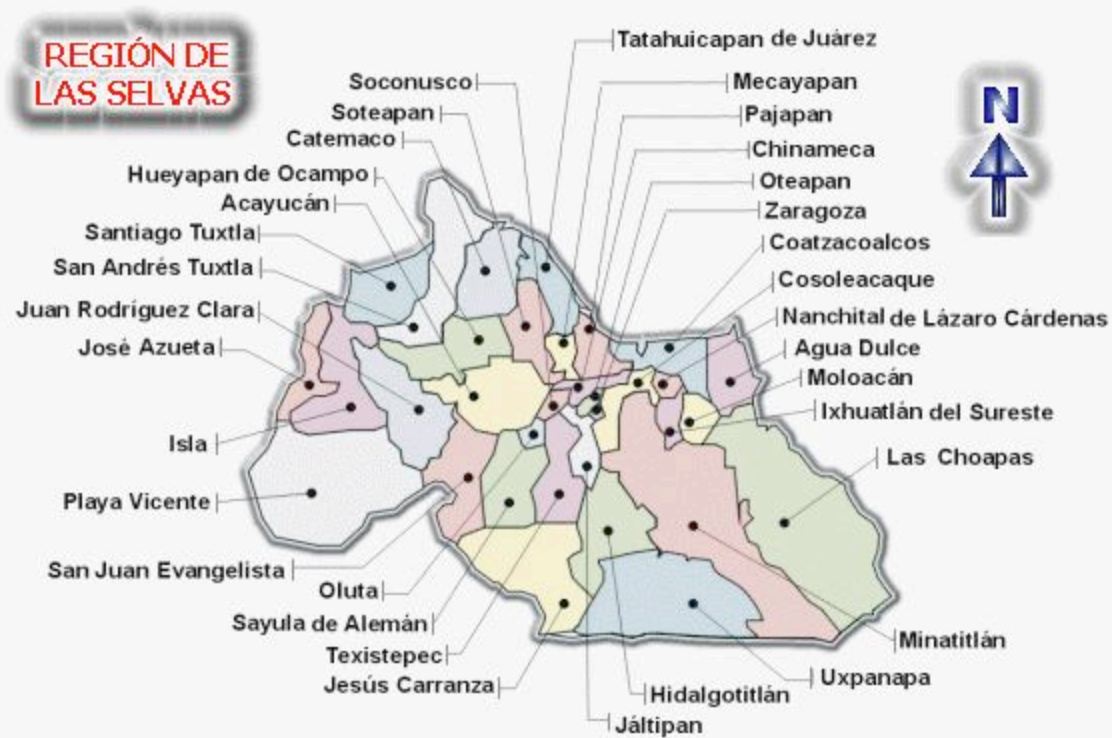 REGIÓN DE
LAS SELVAS
N
Tatahuicapan de Juárez
Soconusco
Mecayapan
Soteapan
Pajapan
Catemaco
Chinameca
Hueyapan de Ocampo
Oteapan
Acayucán
Zaragoza
Santiago Tuxtla
Coatzacoalcos
San Andrés Tuxtla
Cosoleacaque
Juan Rodríguez Clara
Nanchital de Lázaro Cárdenas
José Azueta
Agua Dulce
Moloacán
Ixhuatlán del Sureste
Isla
Las Choapas
Playa Vicente
San Juan Evangelista
Oluta
Sayula de Alemán
Minatitlán
Texistepec
Uxpanapa
Jesús Carranza
Hidalgotitlán
Jáltipan